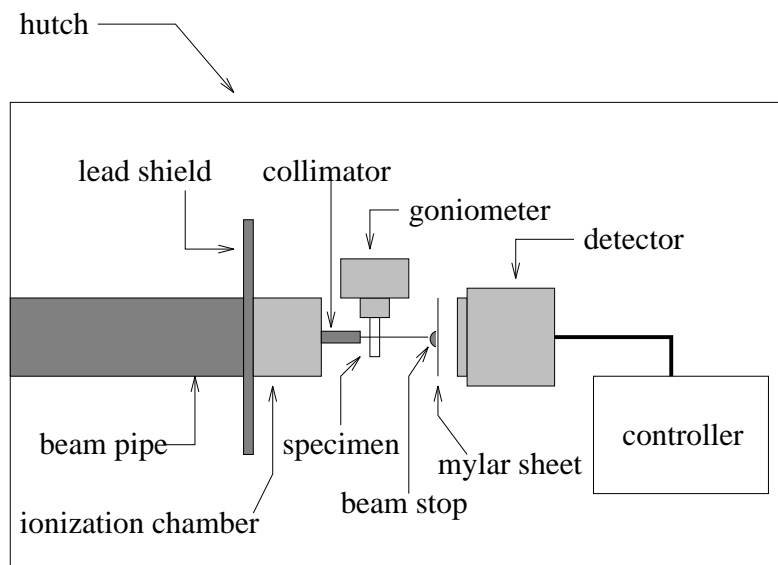 hutch
lead shield
collimator
goniometer
detector
beam pipe
specimen
controller
mylar sheet
beam stop
ionization chamber